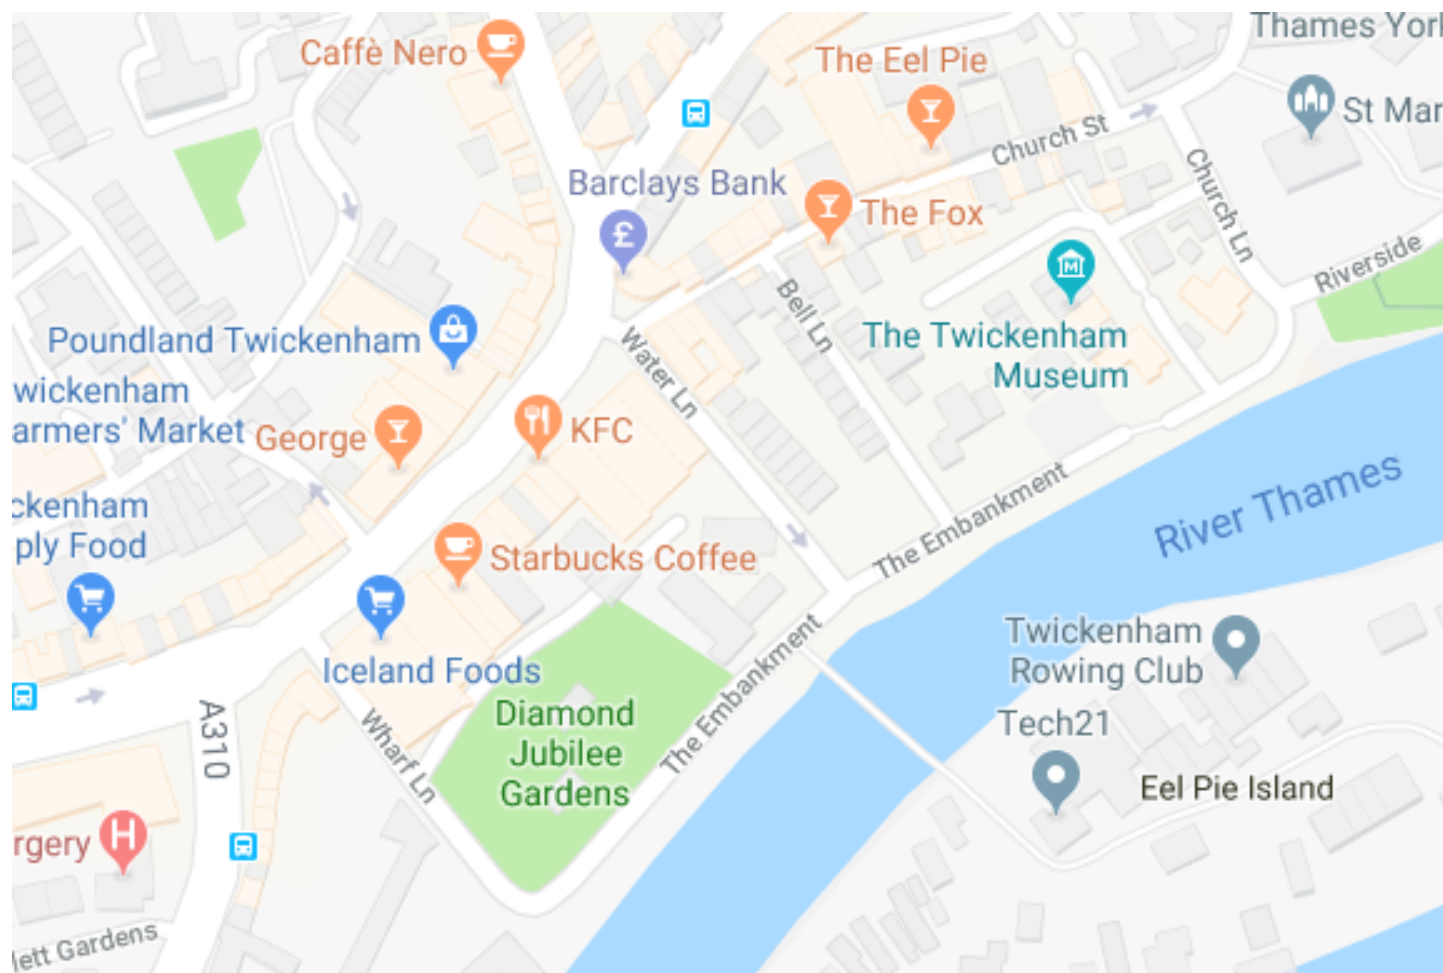 Thames York
Caffè Nero
The Eel Pie
St Mar
Church St
Barclays Bank
The Fox
Church Ln
Riverside
£
M
Bell Ln
Poundland Twickenham
Water Ln
The Twickenham
Museum
wickenham
armers' Market
George
KFC
ckenham
ply Food
Starbucks Coffee
The Embankment
River Thames
Iceland Foods
Twickenham
Rowing Club
Diamond
Jubilee
Gardens
The Embankment
A310
Wharf Ln
Tech21
Eel Pie Island
rgery
H
lett Gardens